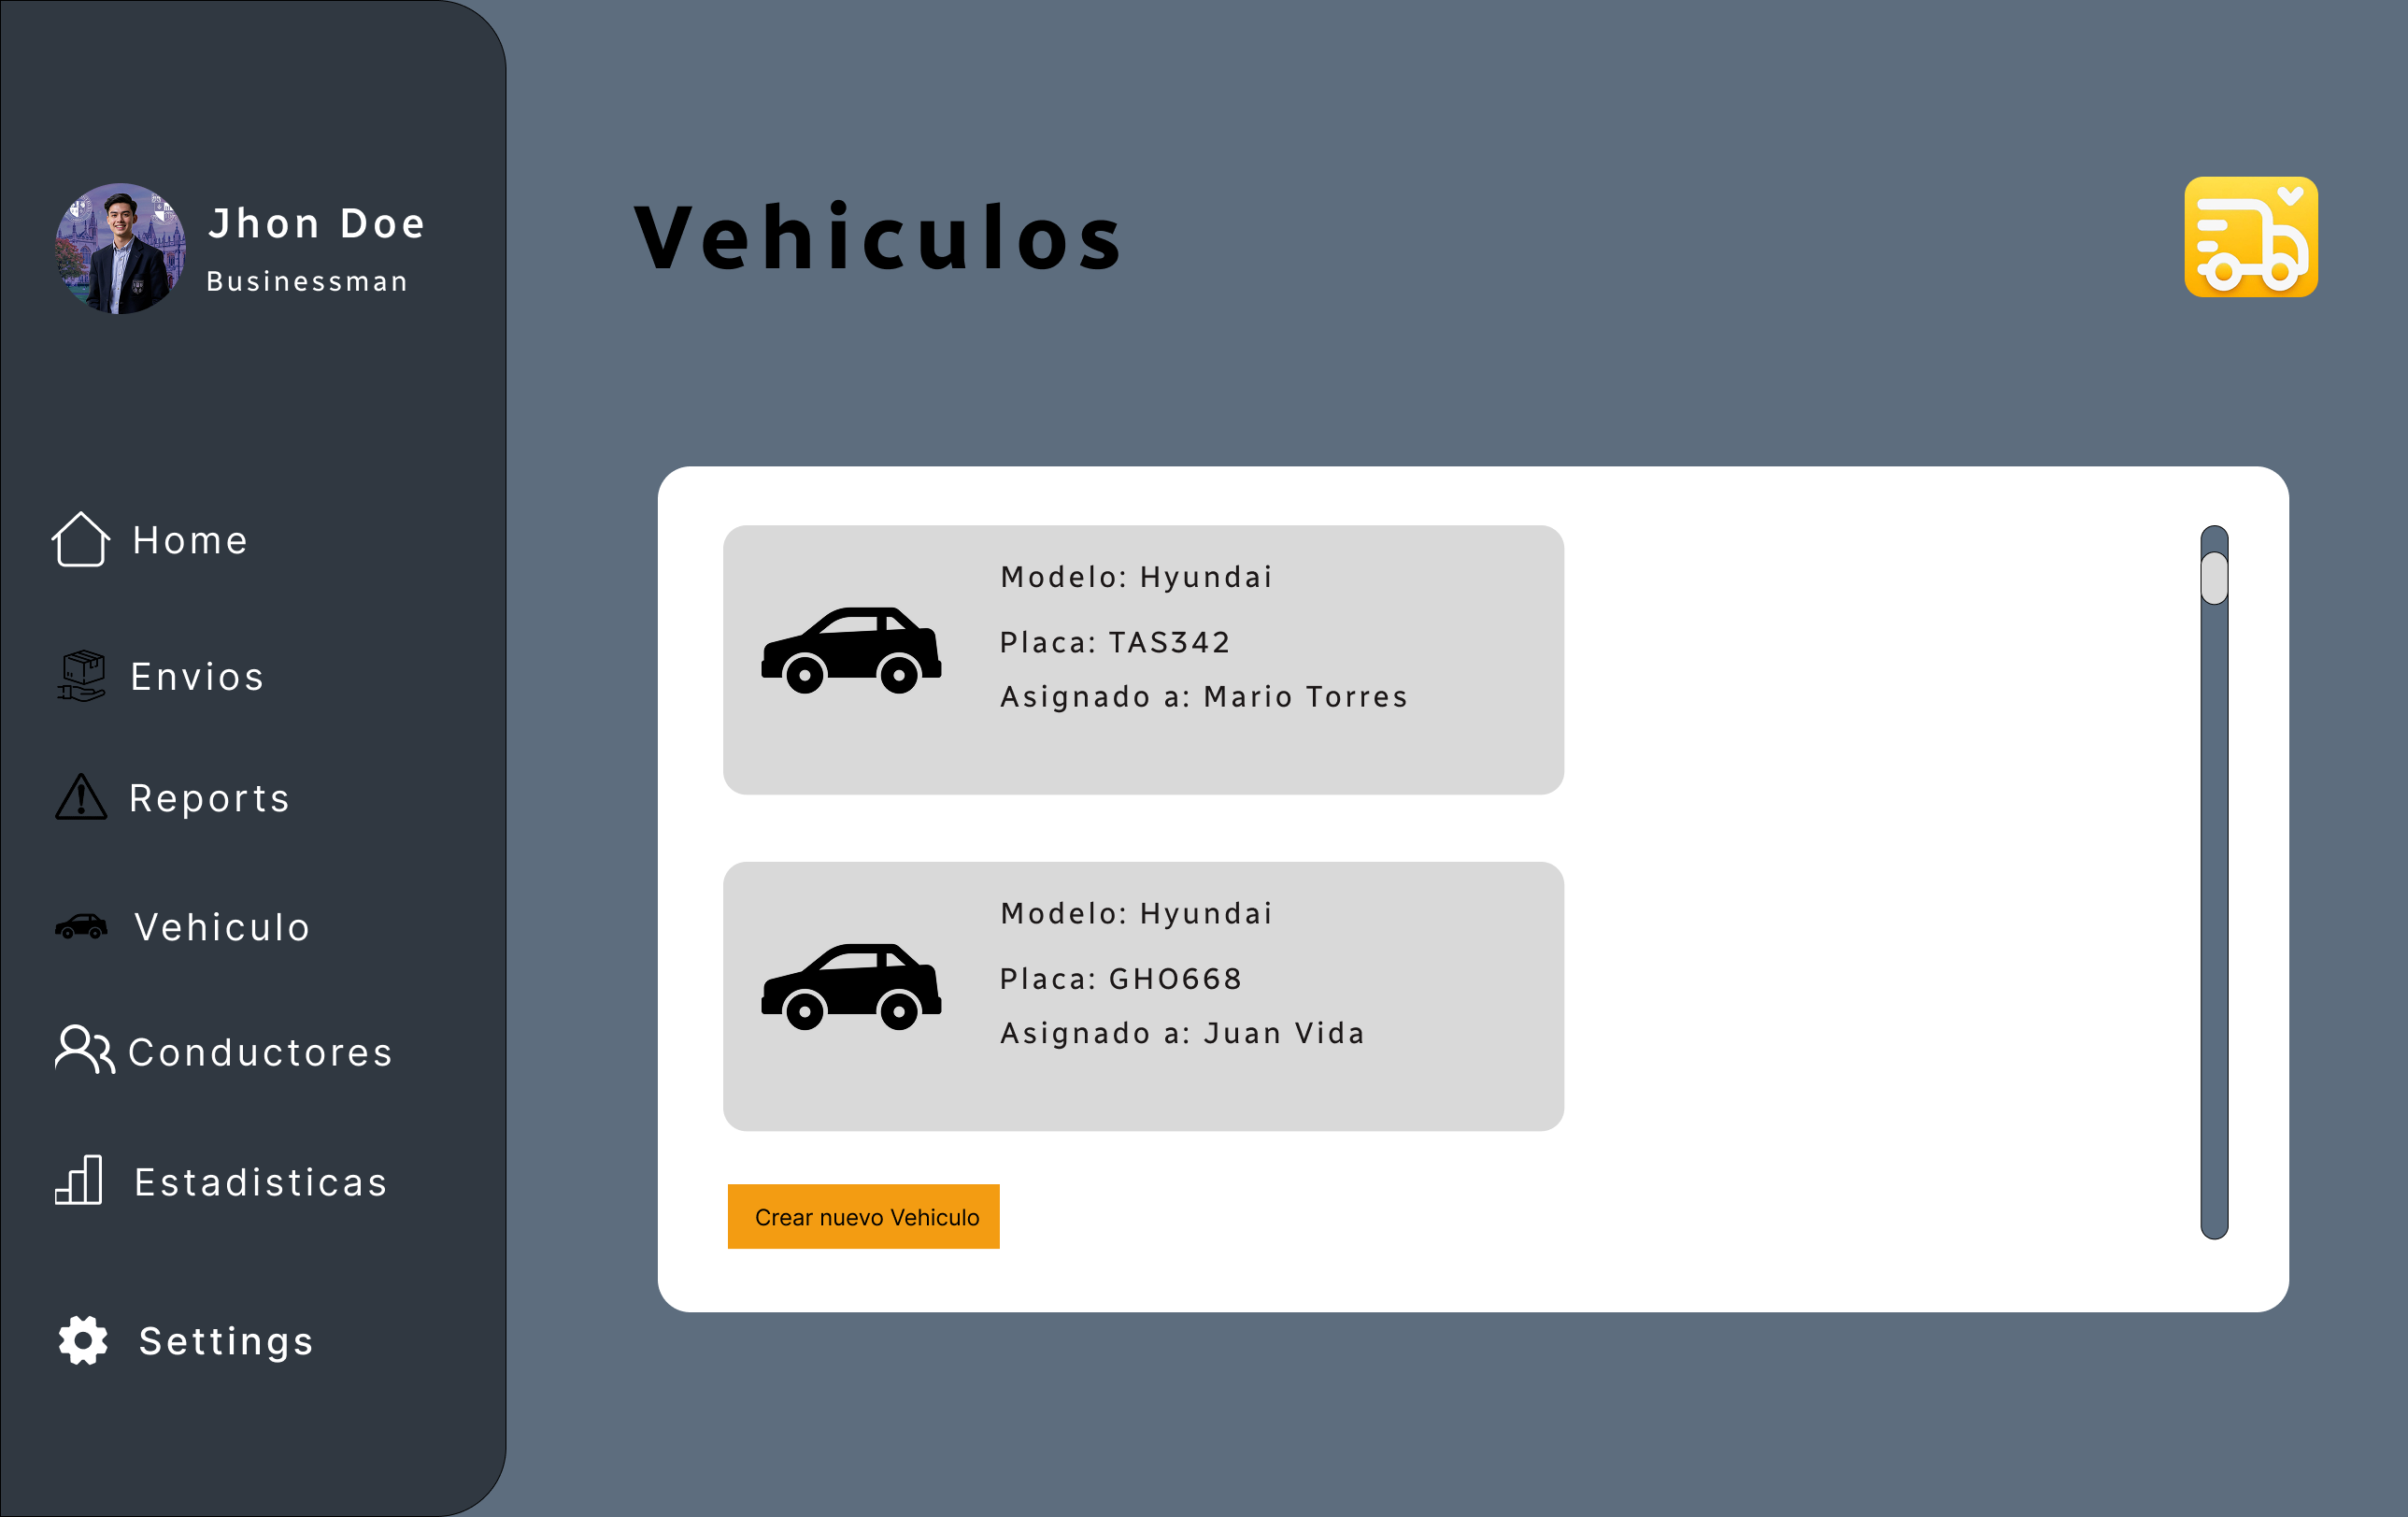 Jhon Doe
Businessman
Home
Envios
Reports
Vehiculo
Conductores
Estadisticas
Settings
Vehiculos
Modelo: Hyundai
Placa: TAS342
Asignado a: Mario Torres
Modelo: Hyundai
Placa: GHO668
Asignado a: Juan Vida
Crear nuevo Vehiculo